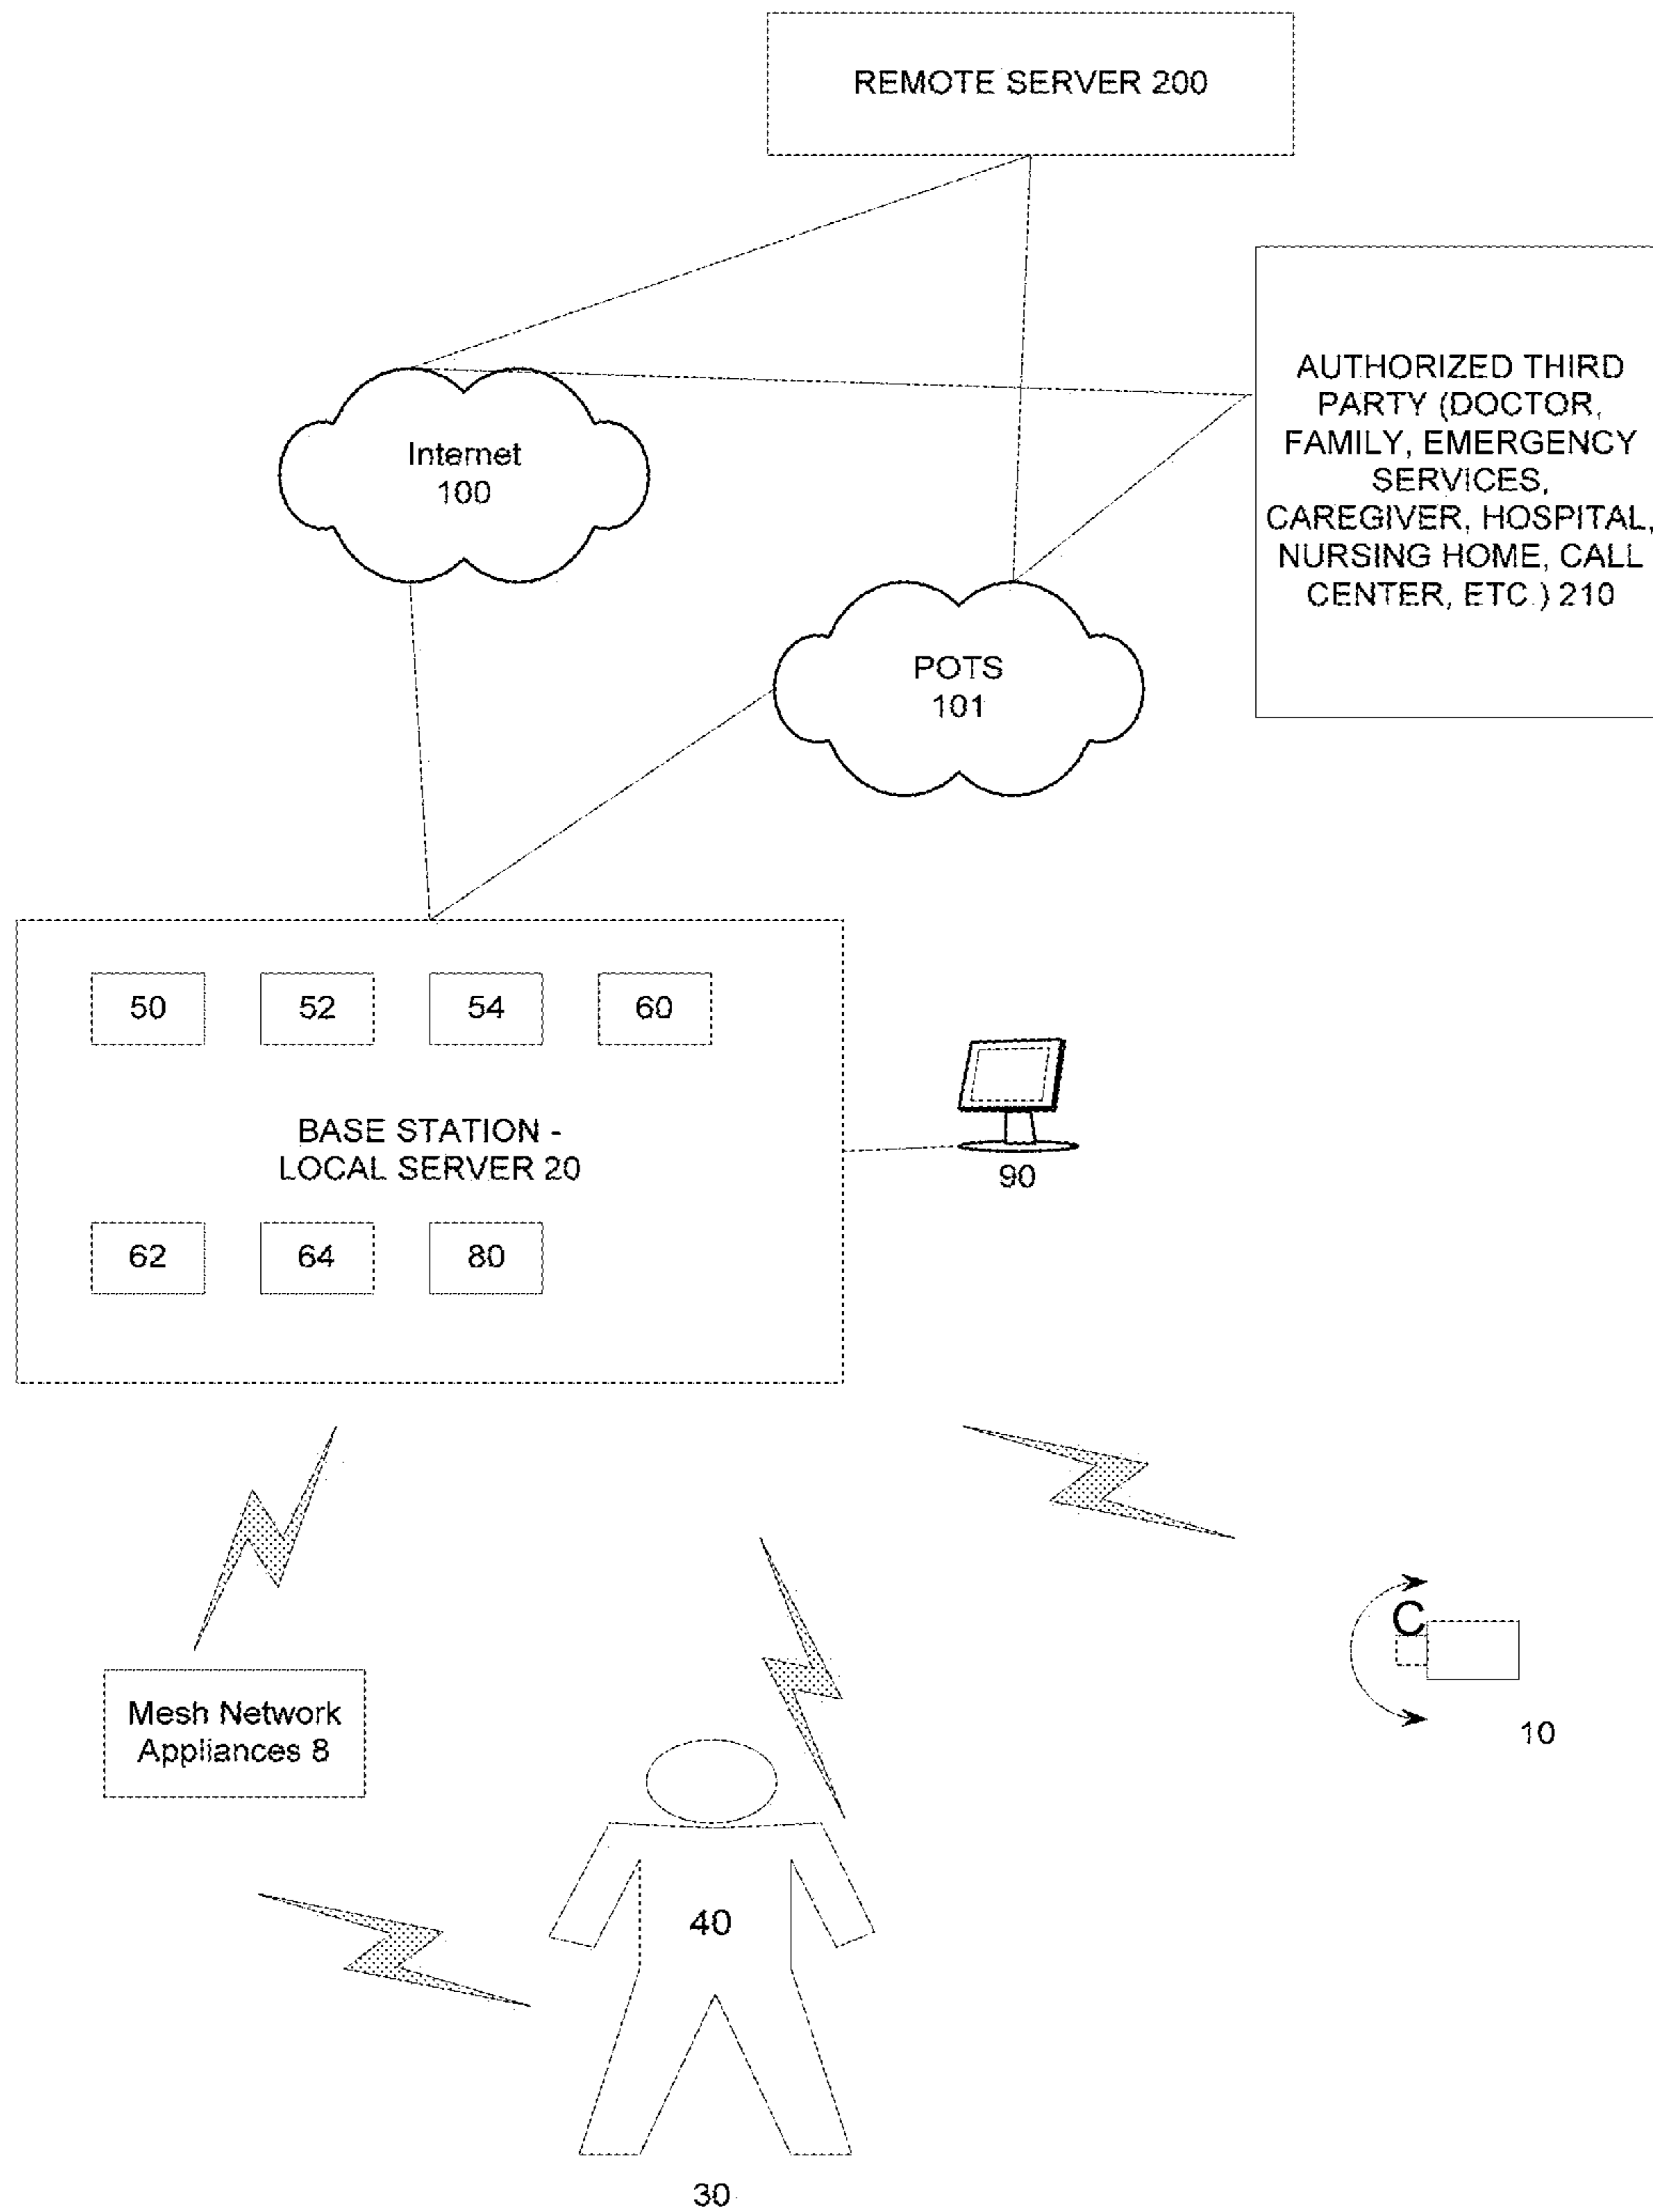 REMOTE SERVER 200
AUTHORIZED THIRD
PARTY (DOCTOR,
FAMILY, EMERGENCY
SERVICES,
CAREGIVER, HOSPITAL,
NURSING HOME, CALL
CENTER, ETC.) 210
Internet
100
POTS
101
50
52
54
60
BASE STATION -
LOCAL SERVER 20
90
62
64
80
C
10
Mesh Network
Appliances 8
40
30